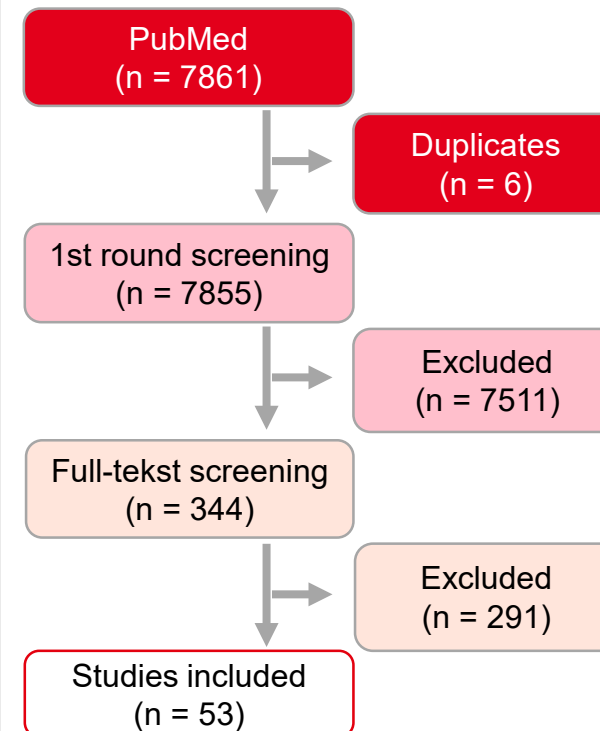 PubMed
(n = 7861)
Duplicates
(n = 6)
1st round screening
(n = 7855)
Excluded
(n = 7511)
Full-tekst screening
(n = 344)
Excluded
(n = 291)
Studies included
(n = 53)